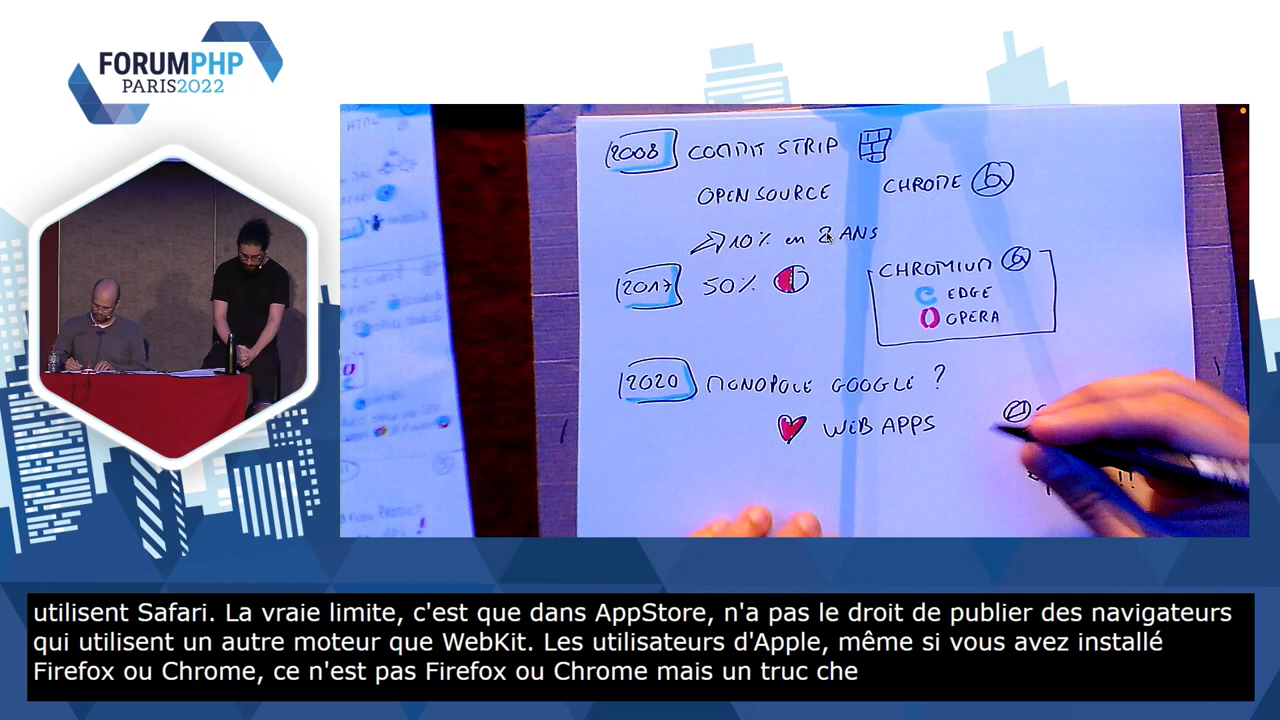 FORUMPHP
PARIS2022
2008 COMMIT STRIP
OPEN SOURCE CHROME
10% en 2 ANS
2017 50%
CHROMIUM
EDGE
OPERA
2020 MONOPOLE GOOGLE ?
WEB APPS
utilisent Safari. La vraie limite, c'est que dans AppStore, n'a pas le droit de publier des navigateurs
qui utilisent un autre moteur que WebKit. Les utilisateurs d'Apple, même si vous avez installé
Firefox ou Chrome, ce n'est pas Firefox ou Chrome mais un truc che